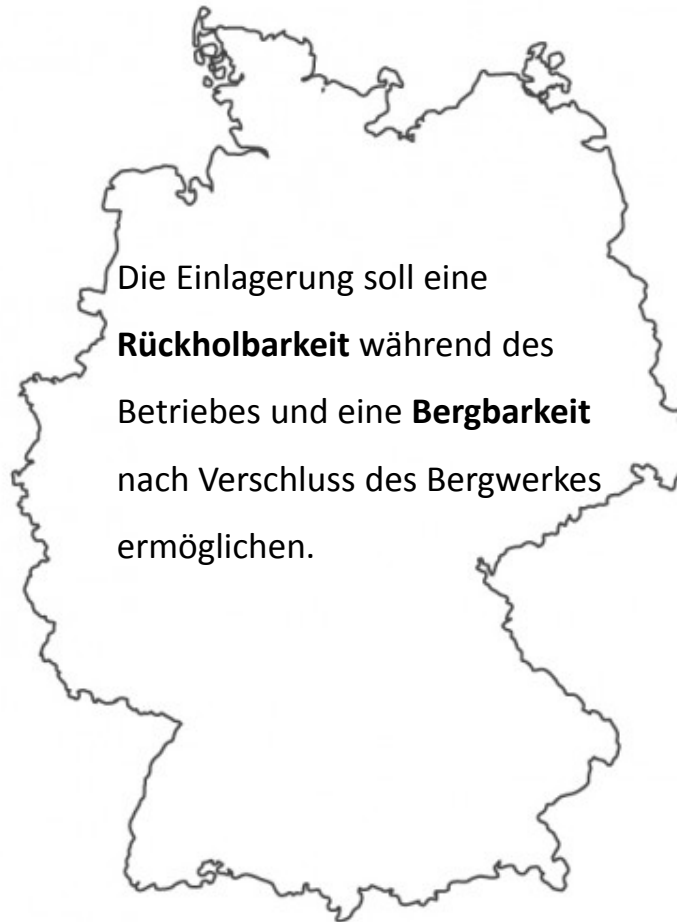 Die Einlagerung soll eine
Rückholbarkeit während des
Betriebes und eine Bergbarkeit
nach Verschluss des Bergwerkes
ermöglichen.